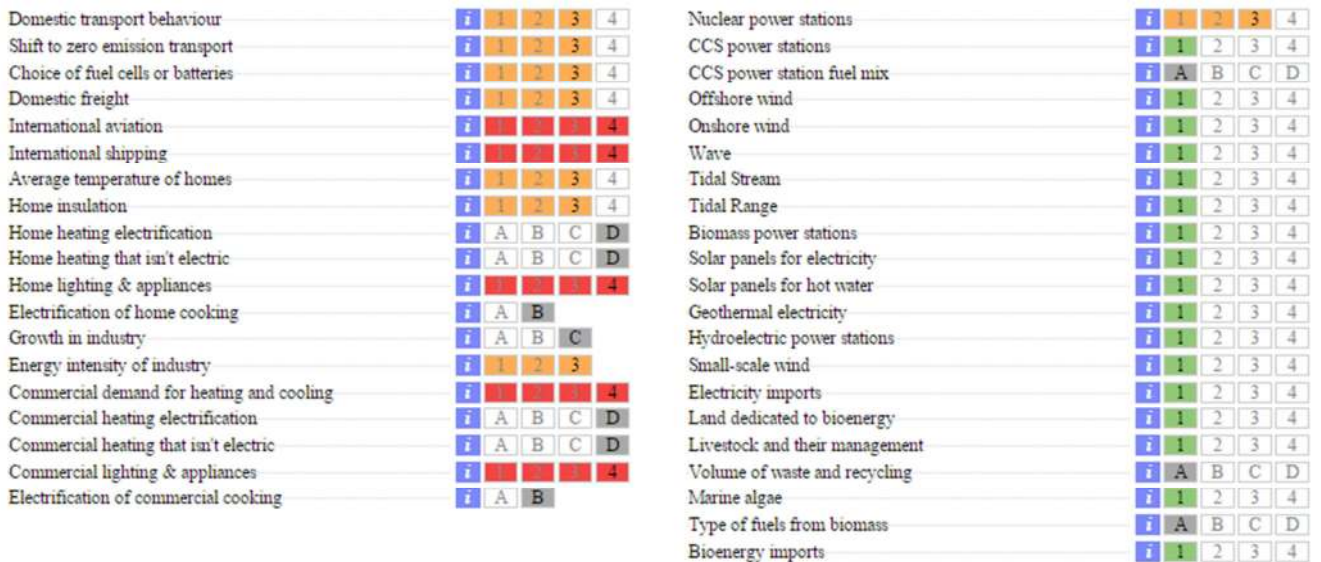 Domestic transport behaviour i 1 2 3 4
Shift to zero emission transport i 1 2 3 4
Choice of fuel cells or batteries i 1 2 3 4
Domestic freight i 1 2 3 4
International aviation i 1 2 3 4
International shipping i 1 2 3 4
Average temperature of homes i 1 2 3 4
Home insulation i 1 2 3 4
Home heating electrification i A B C D
Home heating that isn't electric i A B C D
Home lighting & appliances i 1 2 3 4
Electrification of home cooking i A B
Growth in industry i A B C
Energy intensity of industry i 1 2 3
Commercial demand for heating and cooling i 1 2 3 4
Commercial heating electrification i A B C D
Commercial heating that isn't electric i A B C D
Commercial lighting & appliances i 1 2 3 4
Electrification of commercial cooking i A B
Nuclear power stations i 1 2 3 4
CCS power stations i 1 2 3 4
CCS power station fuel mix i A B C D
Offshore wind i 1 2 3 4
Onshore wind i 1 2 3 4
Wave i 1 2 3 4
Tidal Stream i 1 2 3 4
Tidal Range i 1 2 3 4
Biomass power stations i 1 2 3 4
Solar panels for electricity i 1 2 3 4
Solar panels for hot water i 1 2 3 4
Geothermal electricity i 1 2 3 4
Hydroelectric power stations i 1 2 3 4
Small-scale wind i 1 2 3 4
Electricity imports i 1 2 3 4
Land dedicated to bioenergy i 1 2 3 4
Livestock and their management i 1 2 3 4
Volume of waste and recycling i A B C D
Marine algae i 1 2 3 4
Type of fuels from biomass i A B C D
Bioenergy imports i 1 2 3 4